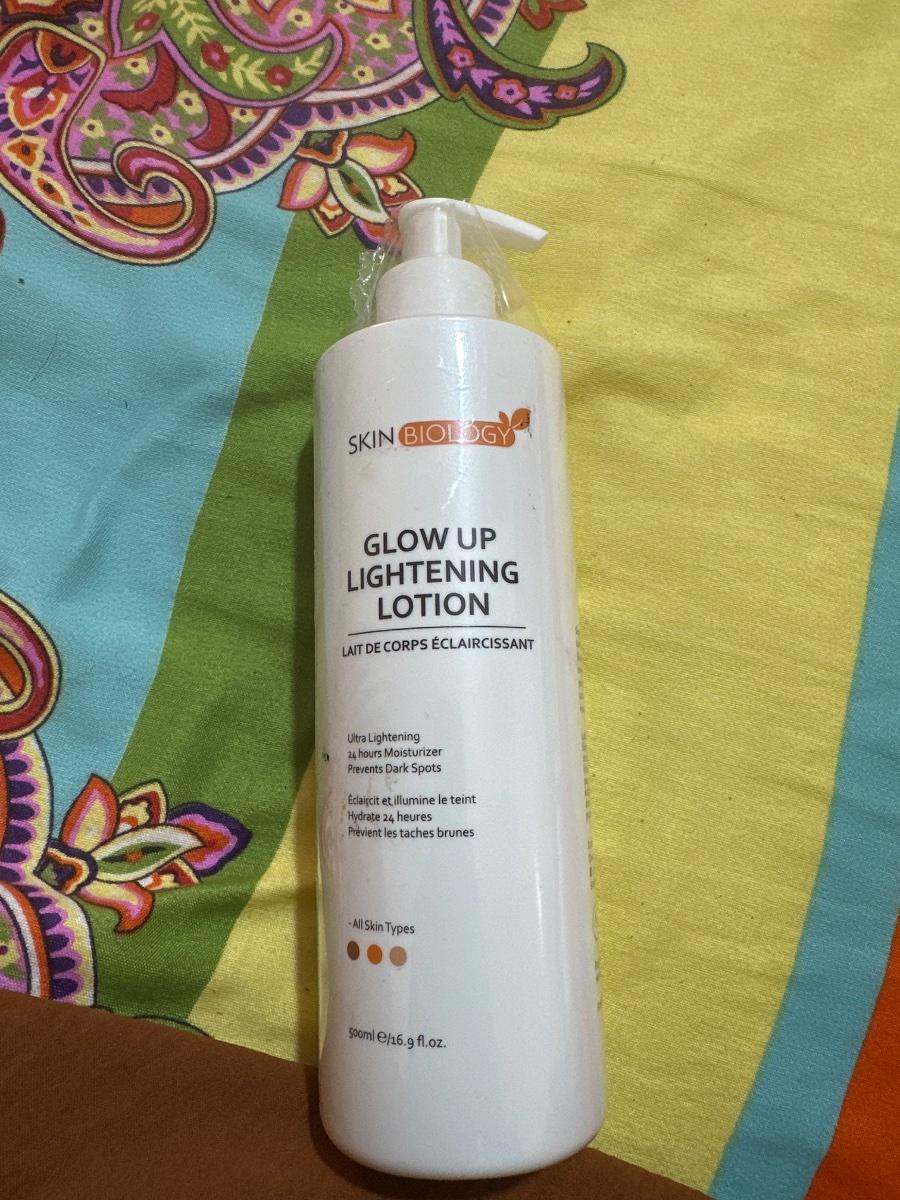 SKIN BIOLOGY
GLOW UP
LIGHTENING
LOTION
LAIT DE CORPS ÉCLAIRCISSANT
Ultra Lightening
24 hours Moisturizer
Prevents Dark Spots
Éclaircit et illumine le teint
Hydrate 24 heures
Prévient les taches brunes
- All Skin Types
500ml e/16.9 fl.oz.